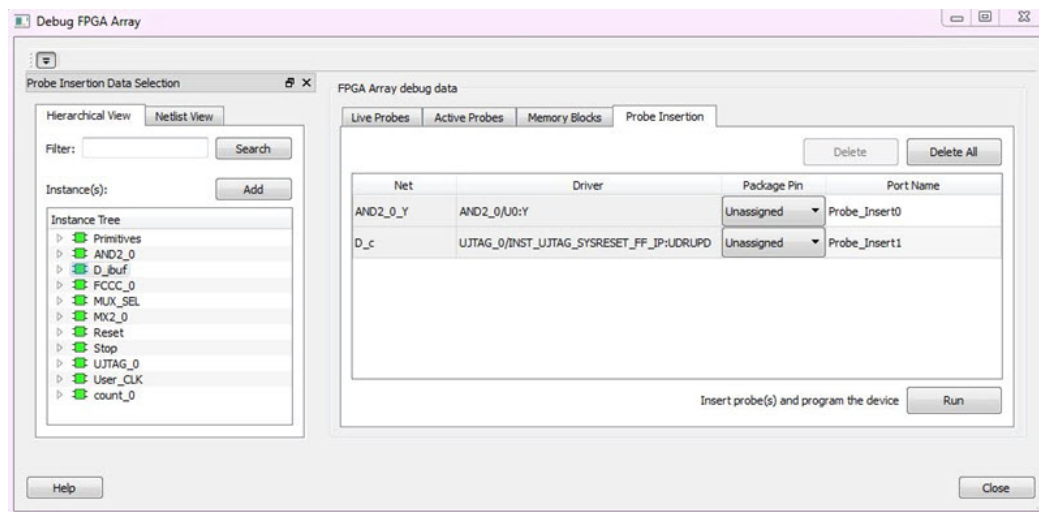 Debug FPGA Array
Probe Insertion Data Selection
Hierarchical View Netlist View
Filter: Search
Instance(s): Add
Instance Tree
Primitives
AND2_0
D_ibuf
FCCC_0
MUX_SEL
MX2_0
Reset
Stop
UJTAG_0
User_CLK
count_0
FPGA Array debug data
Live Probes Active Probes Memory Blocks Probe Insertion
Delete Delete All
Net Driver Package Pin Port Name
AND2_0_Y AND2_0/U0:Y Unassigned Probe_Insert0
D_c UJTAG_0/INST_UJTAG_SYSRESET_FF_IP:UDRUPD Unassigned Probe_Insert1
Insert probe(s) and program the device Run
Help Close